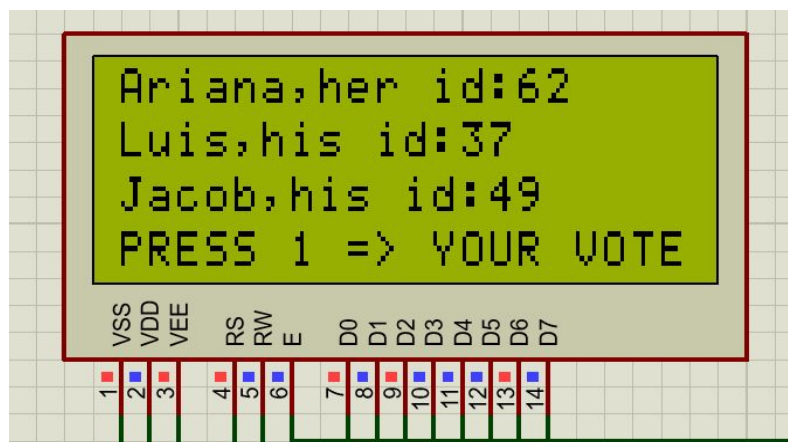 Ariana,her id:62
Luis,his id:37
Jacob,his id:49
PRESS 1 => YOUR VOTE
VSS VDD VEE RS RW E D0 D1 D2 D3 D4 D5 D6 D7
1 2 3 4 5 6 7 8 9 10 11 12 13 14